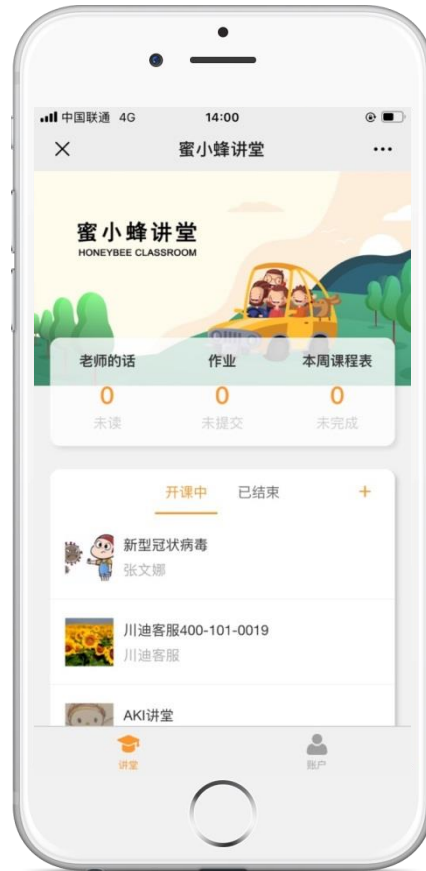 中国联通 4G 14:00
蜜小蜂讲堂
蜜小蜂讲堂
HONEYBEE CLASSROOM
老师的话 作业 本周课程表
0 0 0
未读 未提交 未完成
开课中 已结束 +
新型冠状病毒
张文娜
川迪客服400-101-0019
川迪客服
AKI讲堂
讲堂 账户